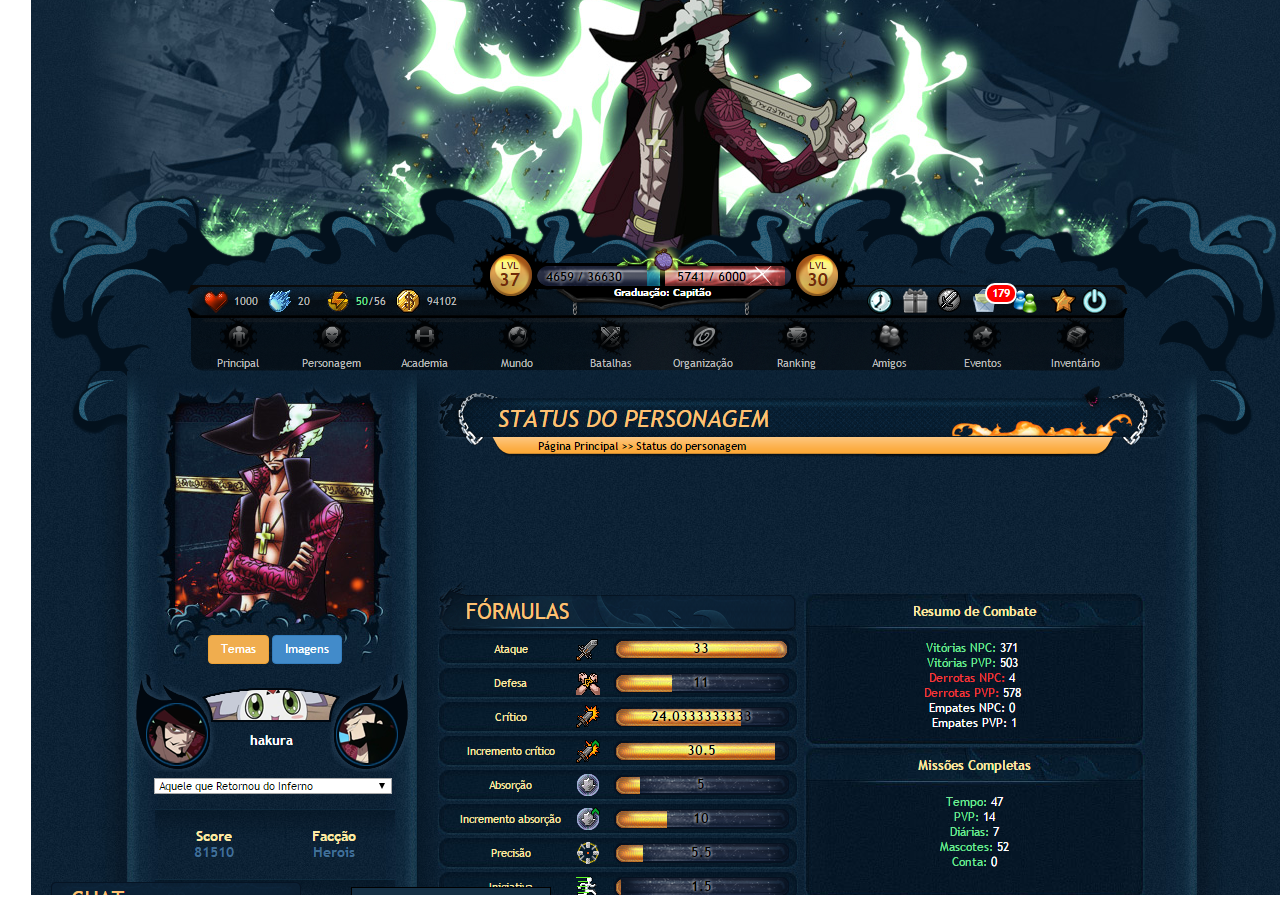 LVL
37
4659 / 36630
5741 / 6000
LVL
30
Graduação: Capitão
1000
20
50/56
94102
179
Principal
Personagem
Academia
Mundo
Batalhas
Organização
Ranking
Amigos
Eventos
Inventário
STATUS DO PERSONAGEM
Página Principal >> Status do personagem
Temas
Imagens
hakura
Aquele que Retornou do Inferno
Score
Facção
81510
Herois
CHAT
FÓRMULAS
Ataque
33
Defesa
11
Crítico
24.0333333333
Incremento crítico
30.5
Absorção
5
Incremento absorção
10
Precisão
5.5
Iniciativa
1.5
Resumo de Combate
Vitórias NPC: 371
Vitórias PVP: 503
Derrotas NPC: 4
Derrotas PVP: 578
Empates NPC: 0
Empates PVP: 1
Missões Completas
Tempo: 47
PVP: 14
Diárias: 7
Mascotes: 52
Conta: 0